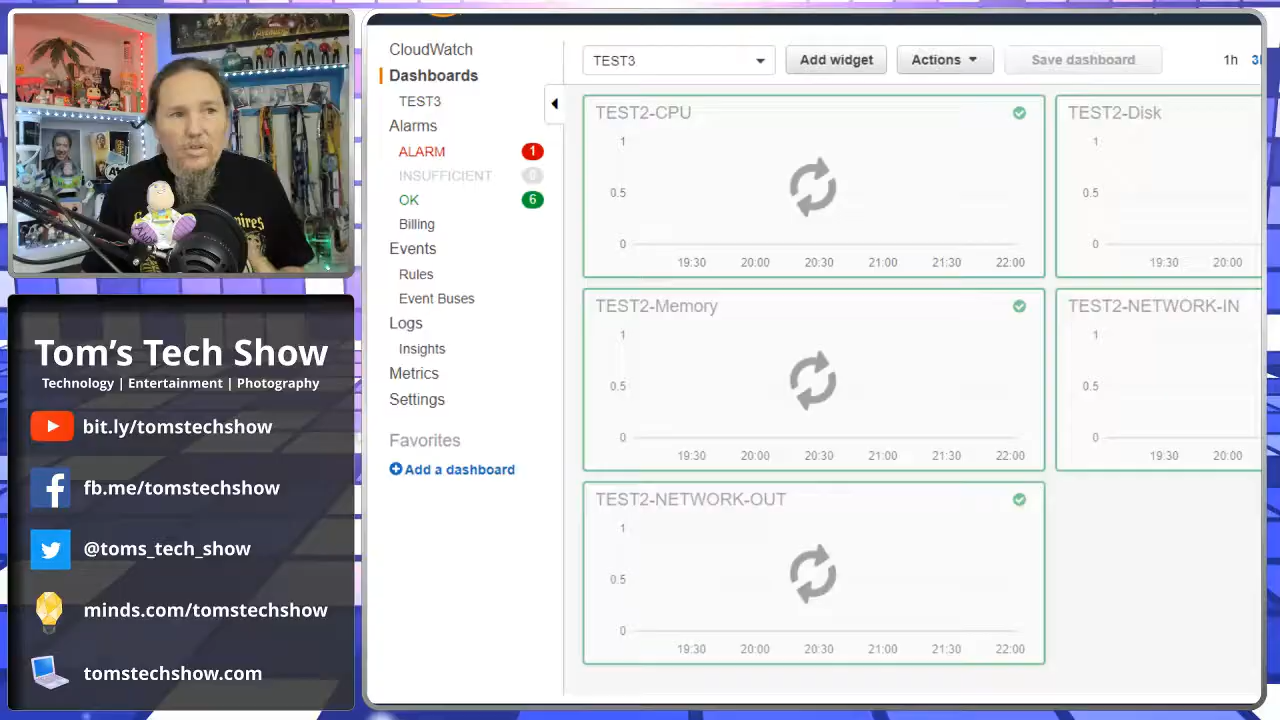 Tom's Tech Show
Technology | Entertainment | Photography
bit.ly/tomstechshow
fb.me/tomstechshow
@toms_tech_show
minds.com/tomstechshow
tomstechshow.com
CloudWatch
Dashboards
TEST3
Alarms
ALARM 1
INSUFFICIENT 0
OK 6
Billing
Events
Rules
Event Buses
Logs
Insights
Metrics
Settings
Favorites
Add a dashboard
TEST3 Add widget Actions Save dashboard 1h
TEST2-CPU
1
0.5
0
19:30 20:00 20:30 21:00 21:30 22:00
TEST2-Disk
1
0.5
0
19:30 20:00
TEST2-Memory
1
0.5
0
19:30 20:00 20:30 21:00 21:30 22:00
TEST2-NETWORK-IN
1
0.5
0
19:30 20:00
TEST2-NETWORK-OUT
1
0.5
0
19:30 20:00 20:30 21:00 21:30 22:00